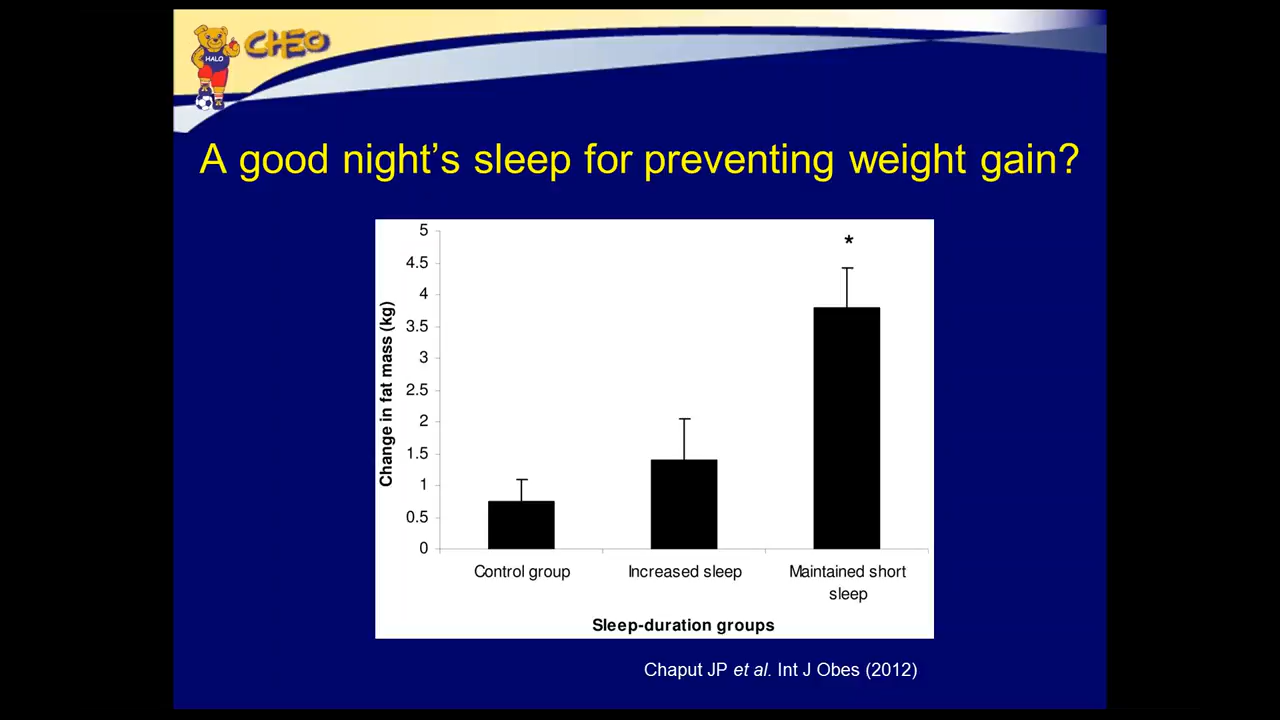 HALO
CHEO
A good night’s sleep for preventing weight gain?
5
4.5
4
3.5
3
2.5
2
1.5
1
0.5
0
Change in fat mass (kg)
*
Control group
Increased sleep
Maintained short
sleep
Sleep-duration groups
Chaput JP et al. Int J Obes (2012)